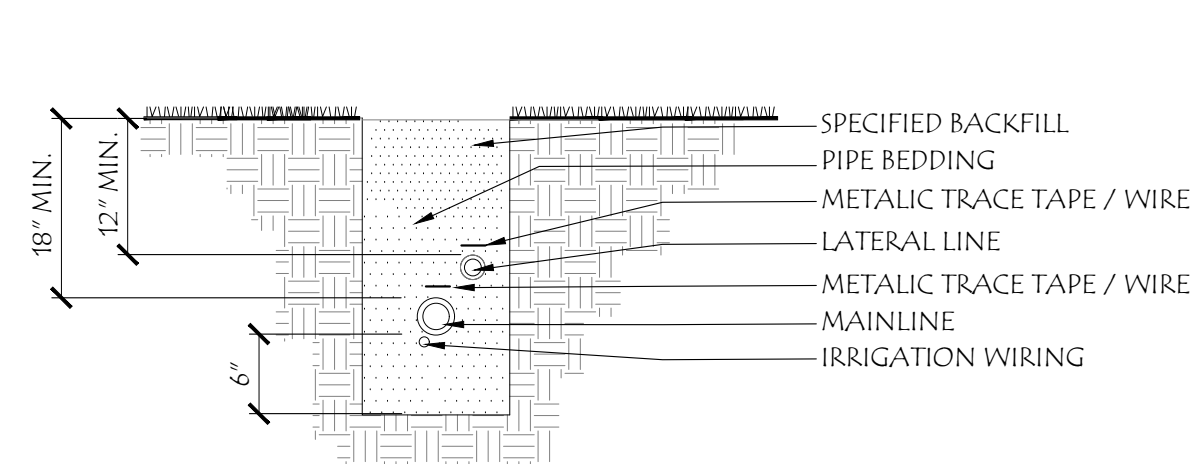 SPECIFIED BACKFILL
PIPE BEDDING
METALIC TRACE TAPE / WIRE
LATERAL LINE
METALIC TRACE TAPE / WIRE
MAINLINE
IRRIGATION WIRING
18" MIN.
12" MIN.
6"